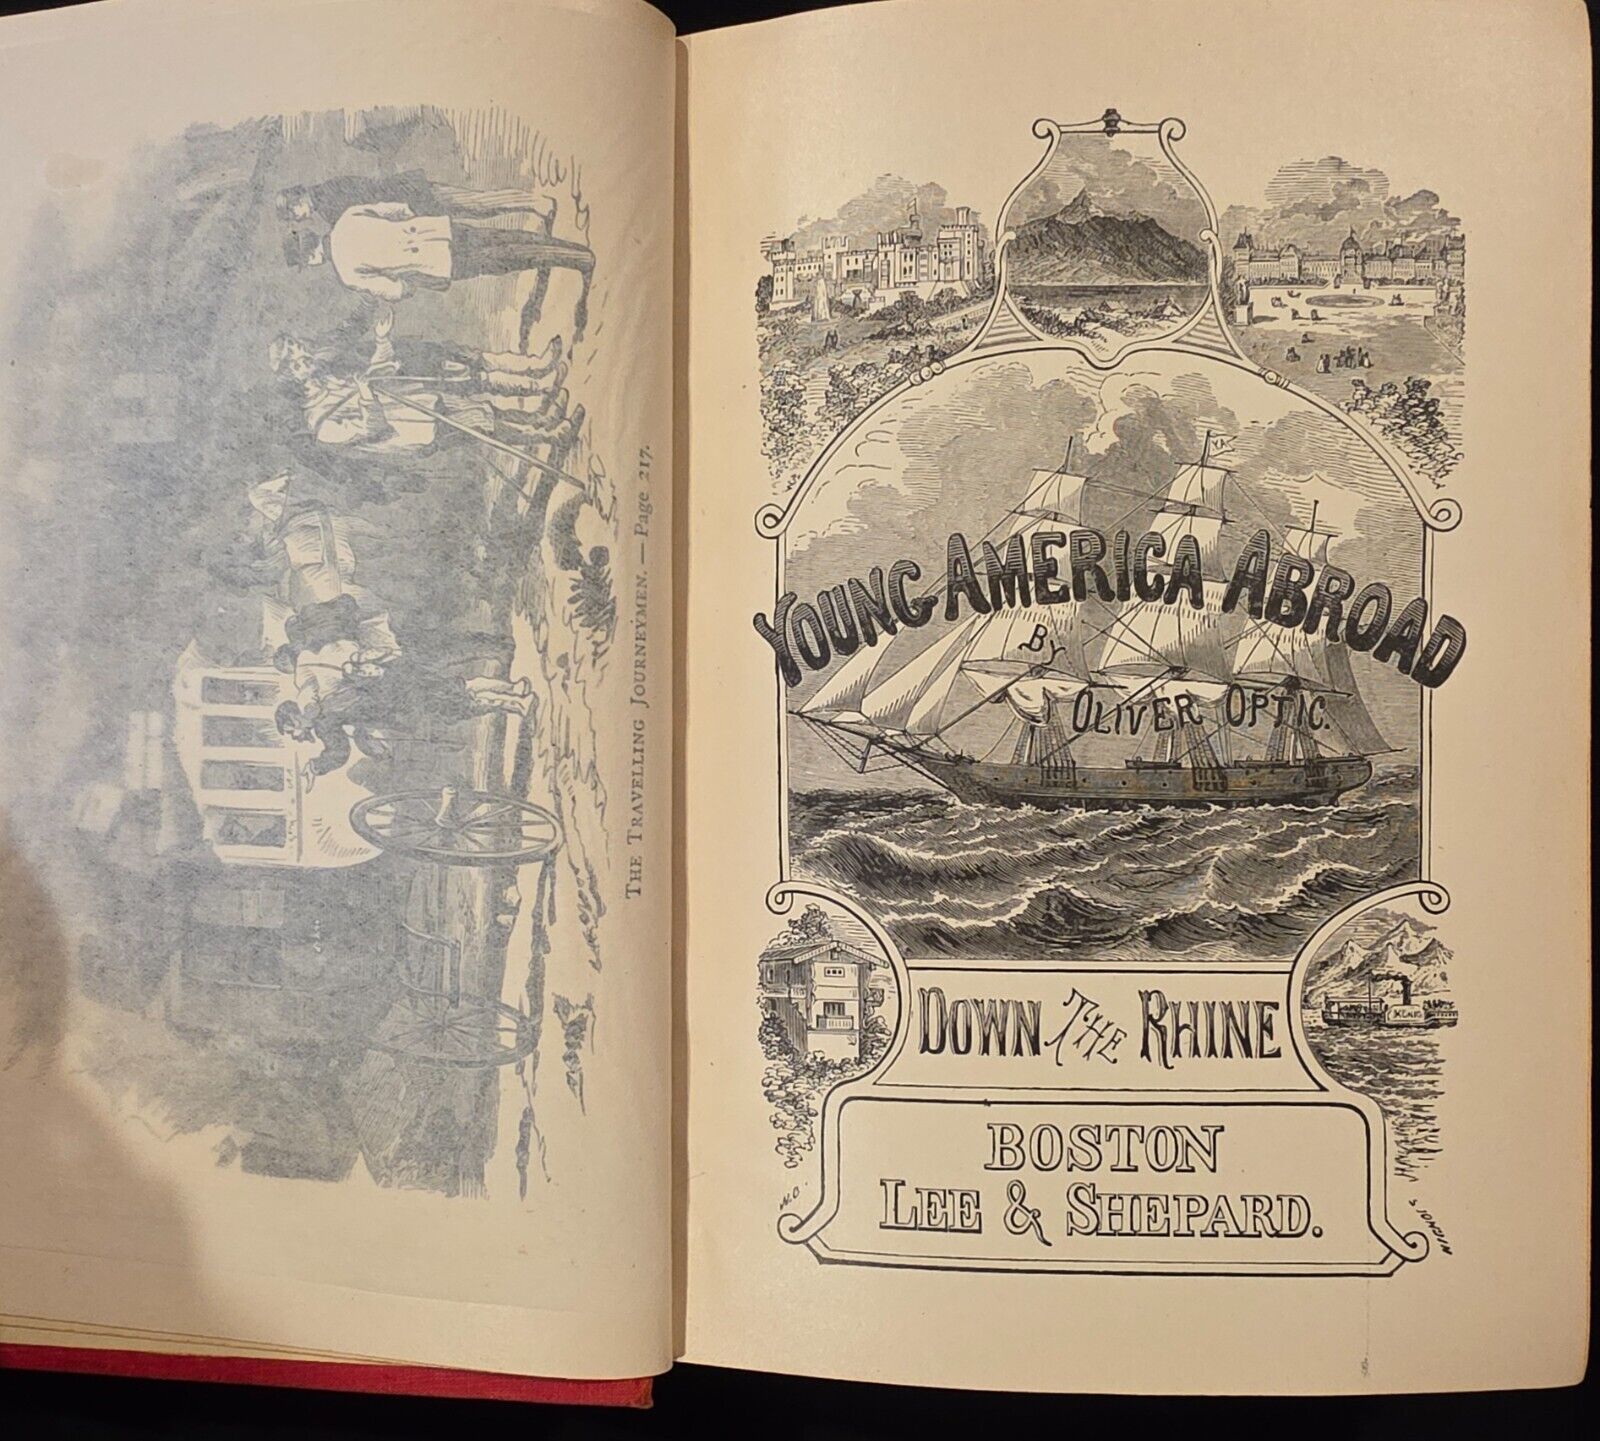 THE TRAVELLING JOURNEYMEN. — Page 217.
YOUNG AMERICA ABROAD
BY
OLIVER OPTIC.
DOWN THE RHINE
BOSTON
LEE & SHEPARD.
N.O.